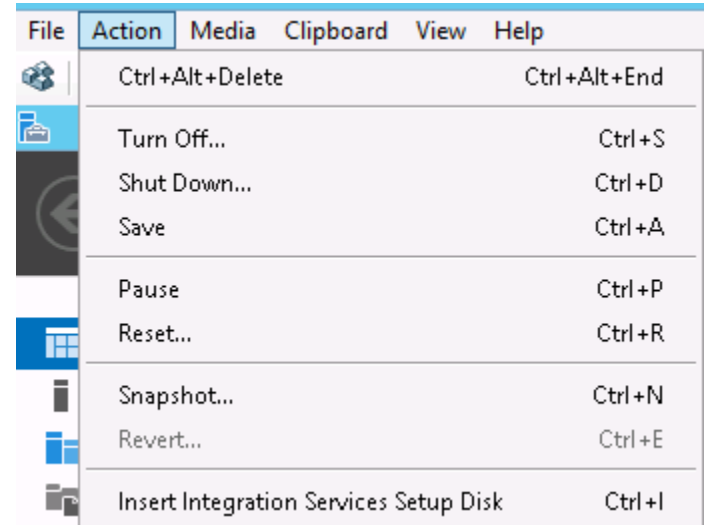 File Action Media Clipboard View Help
Ctrl+Alt+Delete Ctrl+Alt+End
Turn Off... Ctrl+S
Shut Down... Ctrl+D
Save Ctrl+A
Pause Ctrl+P
Reset... Ctrl+R
Snapshot... Ctrl+N
Revert... Ctrl+E
Insert Integration Services Setup Disk Ctrl+I